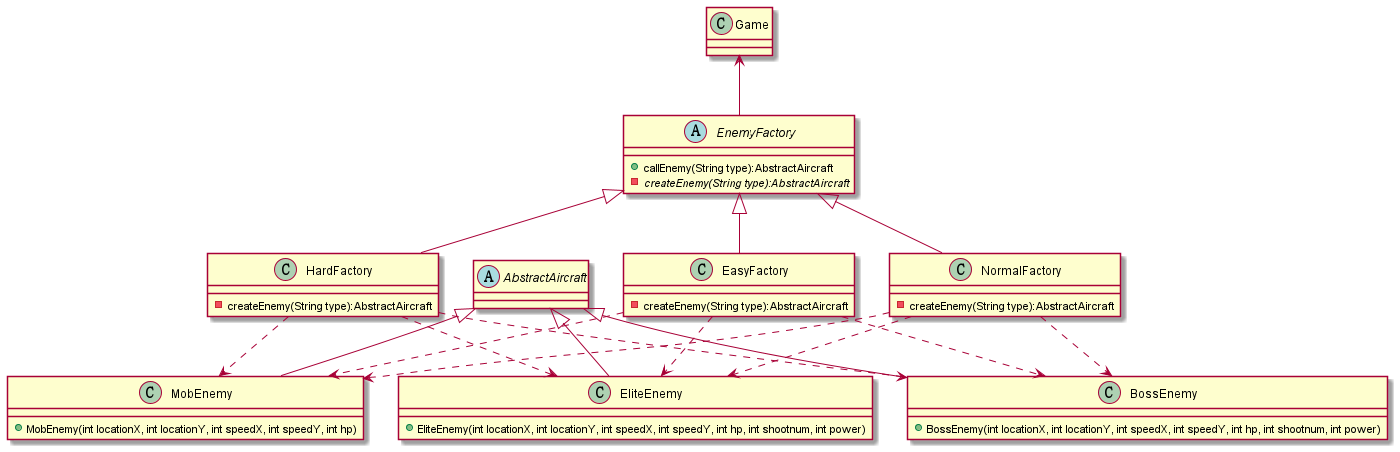 C Game
A EnemyFactory
callEnemy(String type):AbstractAircraft
createEnemy(String type):AbstractAircraft
C HardFactory
createEnemy(String type):AbstractAircraft
A AbstractAircraft
C EasyFactory
createEnemy(String type):AbstractAircraft
C NormalFactory
createEnemy(String type):AbstractAircraft
C MobEnemy
MobEnemy(int locationX, int locationY, int speedX, int speedY, int hp)
C EliteEnemy
EliteEnemy(int locationX, int locationY, int speedX, int speedY, int hp, int shootnum, int power)
C BossEnemy
BossEnemy(int locationX, int locationY, int speedX, int speedY, int hp, int shootnum, int power)